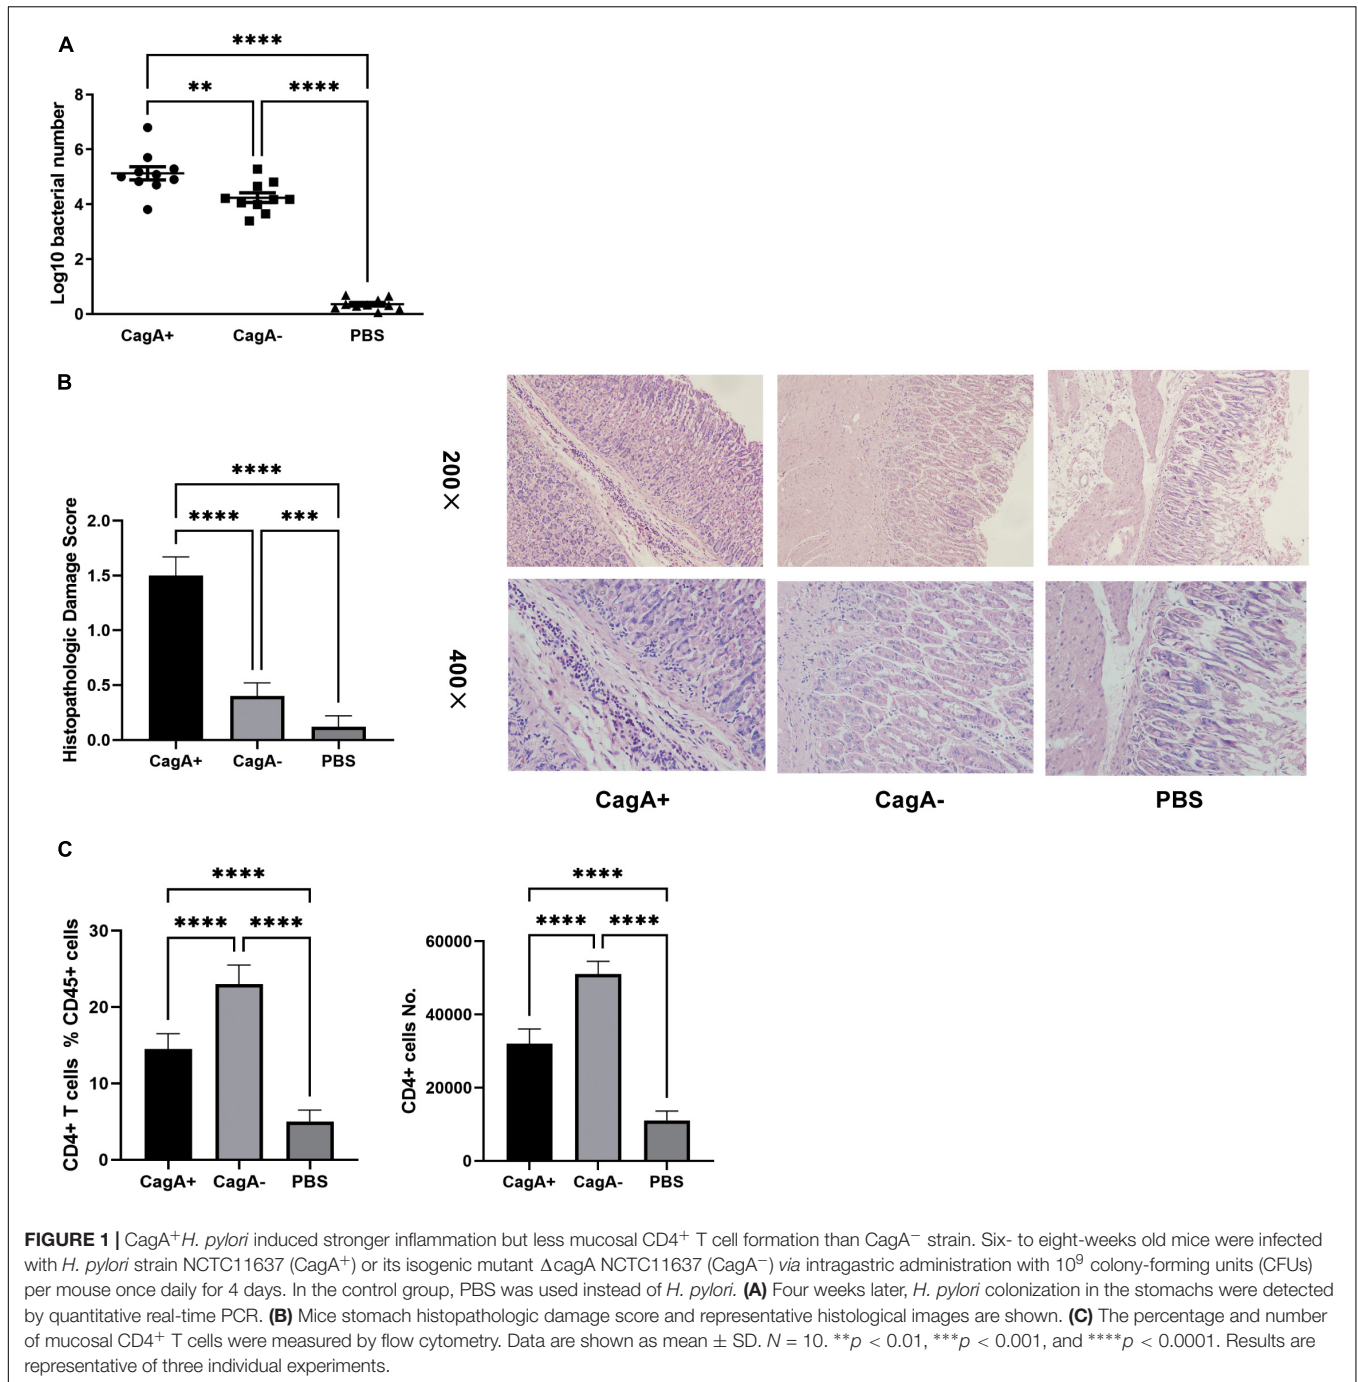 A
****
**
****
Log10 bacterial number
8
6
4
2
0
CagA+
CagA-
PBS
B
****
****
***
Histopathologic Damage Score
2.0
1.5
1.0
0.5
0.0
CagA+
CagA-
PBS
200×
400×
CagA+
CagA-
PBS
C
****
****
****
CD4+ T cells % CD45+ cells
30
20
10
0
CagA+
CagA-
PBS
****
****
****
CD4+ cells No.
60000
40000
20000
0
CagA+
CagA-
PBS
FIGURE 1 | CagA⁺H. pylori induced stronger inflammation but less mucosal CD4⁺ T cell formation than CagA⁻ strain. Six- to eight-weeks old mice were infected
with H. pylori strain NCTC11637 (CagA⁺) or its isogenic mutant ΔcagA NCTC11637 (CagA⁻) via intragastric administration with 10⁹ colony-forming units (CFUs)
per mouse once daily for 4 days. In the control group, PBS was used instead of H. pylori. (A) Four weeks later, H. pylori colonization in the stomachs were detected
by quantitative real-time PCR. (B) Mice stomach histopathologic damage score and representative histological images are shown. (C) The percentage and number
of mucosal CD4⁺ T cells were measured by flow cytometry. Data are shown as mean ± SD. N = 10. **p < 0.01, ***p < 0.001, and ****p < 0.0001. Results are
representative of three individual experiments.